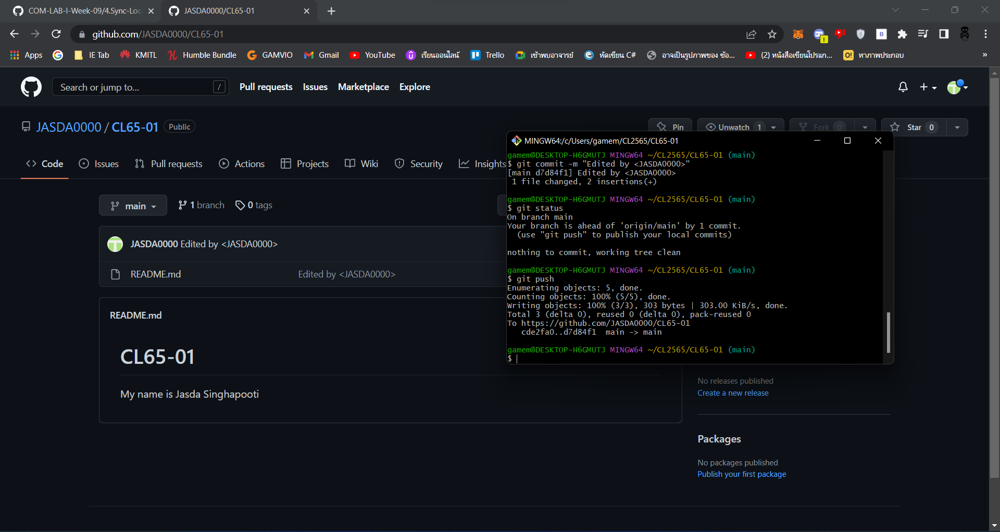 COM-LAB-I-Week-09/4.Sync-Loc
JASDA0000/CL65-01
github.com/JASDA0000/CL65-01
Apps
IE Tab
KMITL
Humble Bundle
GAMVIO
Gmail
YouTube
เรียนออนไลน์
Trello
เข้าพบอาจารย์
หัดเขียน C#
อาจเป็นรูปภาพของ ข้อ...
(2) หนังสือเขียนโปรแก...
หาภาพประกอบ
»
Search or jump to...
/
Pull requests
Issues
Marketplace
Explore
JASDA0000 / CL65-01
Public
Pin
Unwatch 1
Fork 0
Star 0
Code
Issues
Pull requests
Actions
Projects
Wiki
Security
Insights
main
1 branch
0 tags
JASDA0000 Edited by <JASDA0000>
README.md
Edited by <JASDA0000>
README.md
CL65-01
My name is Jasda Singhapooti
MINGW64:/c/Users/gamem/CL2565/CL65-01
gamem@DESKTOP-H6GMUTJ MINGW64 ~/CL2565/CL65-01 (main)
$ git commit -m "Edited by <JASDA0000>"
[main d7d84f1] Edited by <JASDA0000>
1 file changed, 2 insertions(+)
gamem@DESKTOP-H6GMUTJ MINGW64 ~/CL2565/CL65-01 (main)
$ git status
On branch main
Your branch is ahead of 'origin/main' by 1 commit.
(use "git push" to publish your local commits)
nothing to commit, working tree clean
gamem@DESKTOP-H6GMUTJ MINGW64 ~/CL2565/CL65-01 (main)
$ git push
Enumerating objects: 5, done.
Counting objects: 100% (5/5), done.
Writing objects: 100% (3/3), 303 bytes | 303.00 KiB/s, done.
Total 3 (delta 0), reused 0 (delta 0), pack-reused 0
To https://github.com/JASDA0000/CL65-01
cde2fa0..d7d84f1  main -> main
gamem@DESKTOP-H6GMUTJ MINGW64 ~/CL2565/CL65-01 (main)
$
No releases published
Create a new release
Packages
No packages published
Publish your first package